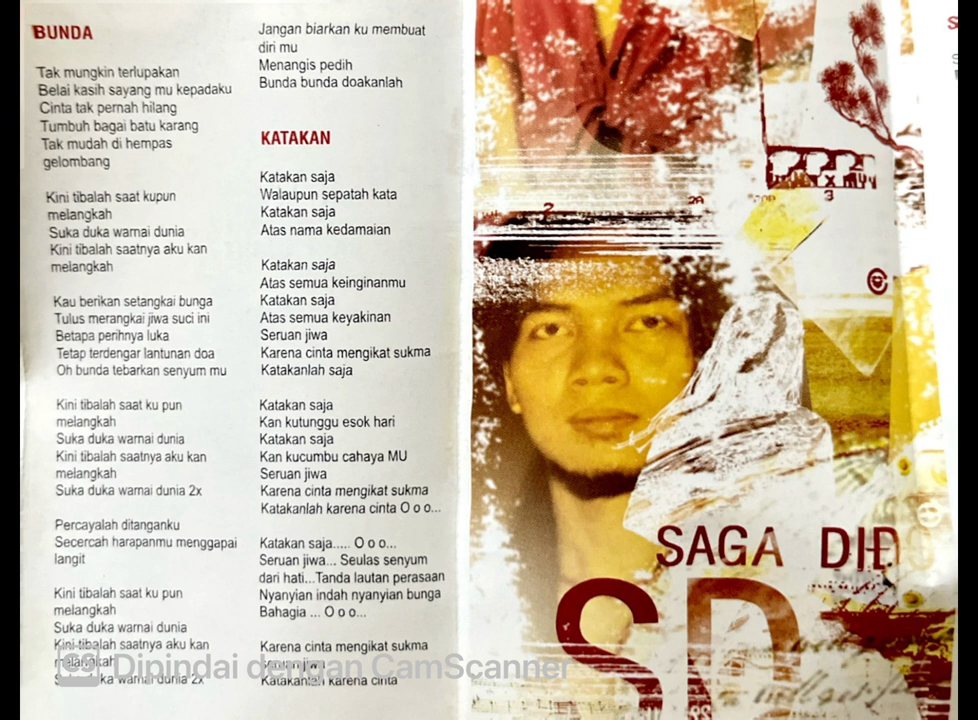 BUNDA
Tak mungkin terlupakan
Belai kasih sayang mu kepadaku
Cinta tak pernah hilang
Tumbuh bagai batu karang
Tak mudah di hempas
gelombang
Kini tibalah saat kupun
melangkah
Suka duka warnai dunia
Kini tibalah saatnya aku kan
melangkah
Kau berikan setangkai bunga
Tulus merangkai jiwa suci ini
Betapa perihnya luka
Tetap terdengar lantunan doa
Oh bunda tebarkan senyum mu
Kini tibalah saat ku pun
melangkah
Suka duka warnai dunia
Kini tibalah saatnya aku kan
melangkah
Suka duka warnai dunia 2x
Percayalah ditanganku
Secercah harapanmu menggapai
langit
Kini tibalah saat ku pun
melangkah
Suka duka warnai dunia
Kini tibalah saatnya aku kan
melangkah
Suka duka warnai dunia 2x
Jangan biarkan ku membuat
diri mu
Menangis pedih
Bunda bunda doakanlah
KATAKAN
Katakan saja
Walaupun sepatah kata
Katakan saja
Atas nama kedamaian
Katakan saja
Atas semua keinginanmu
Katakan saja
Atas semua keyakinan
Seruan jiwa
Karena cinta mengikat sukma
Katakanlah saja
Katakan saja
Kan kutunggu esok hari
Katakan saja
Kan kucumbu cahaya MU
Seruan jiwa
Karena cinta mengikat sukma
Katakanlah karena cinta O o o...
Katakan saja..... O o o...
Seruan jiwa... Seulas senyum
dari hati...Tanda lautan perasaan
Nyanyian indah nyanyian bunga
Bahagia ... O o o...
Karena cinta mengikat sukma
Seruan jiwa
Katakanlah karena cinta
SAGA DIDO
SD
CS Dipindai dengan CamScanner